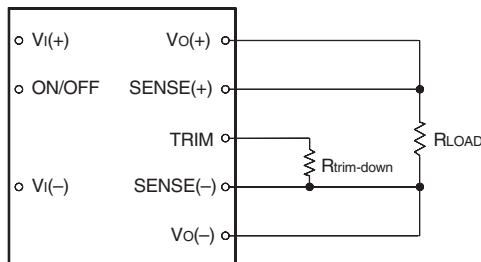 VI(+)
VO(+)
ON/OFF
SENSE(+)
TRIM
Rtrim-down
RLOAD
VI(–)
SENSE(–)
VO(–)